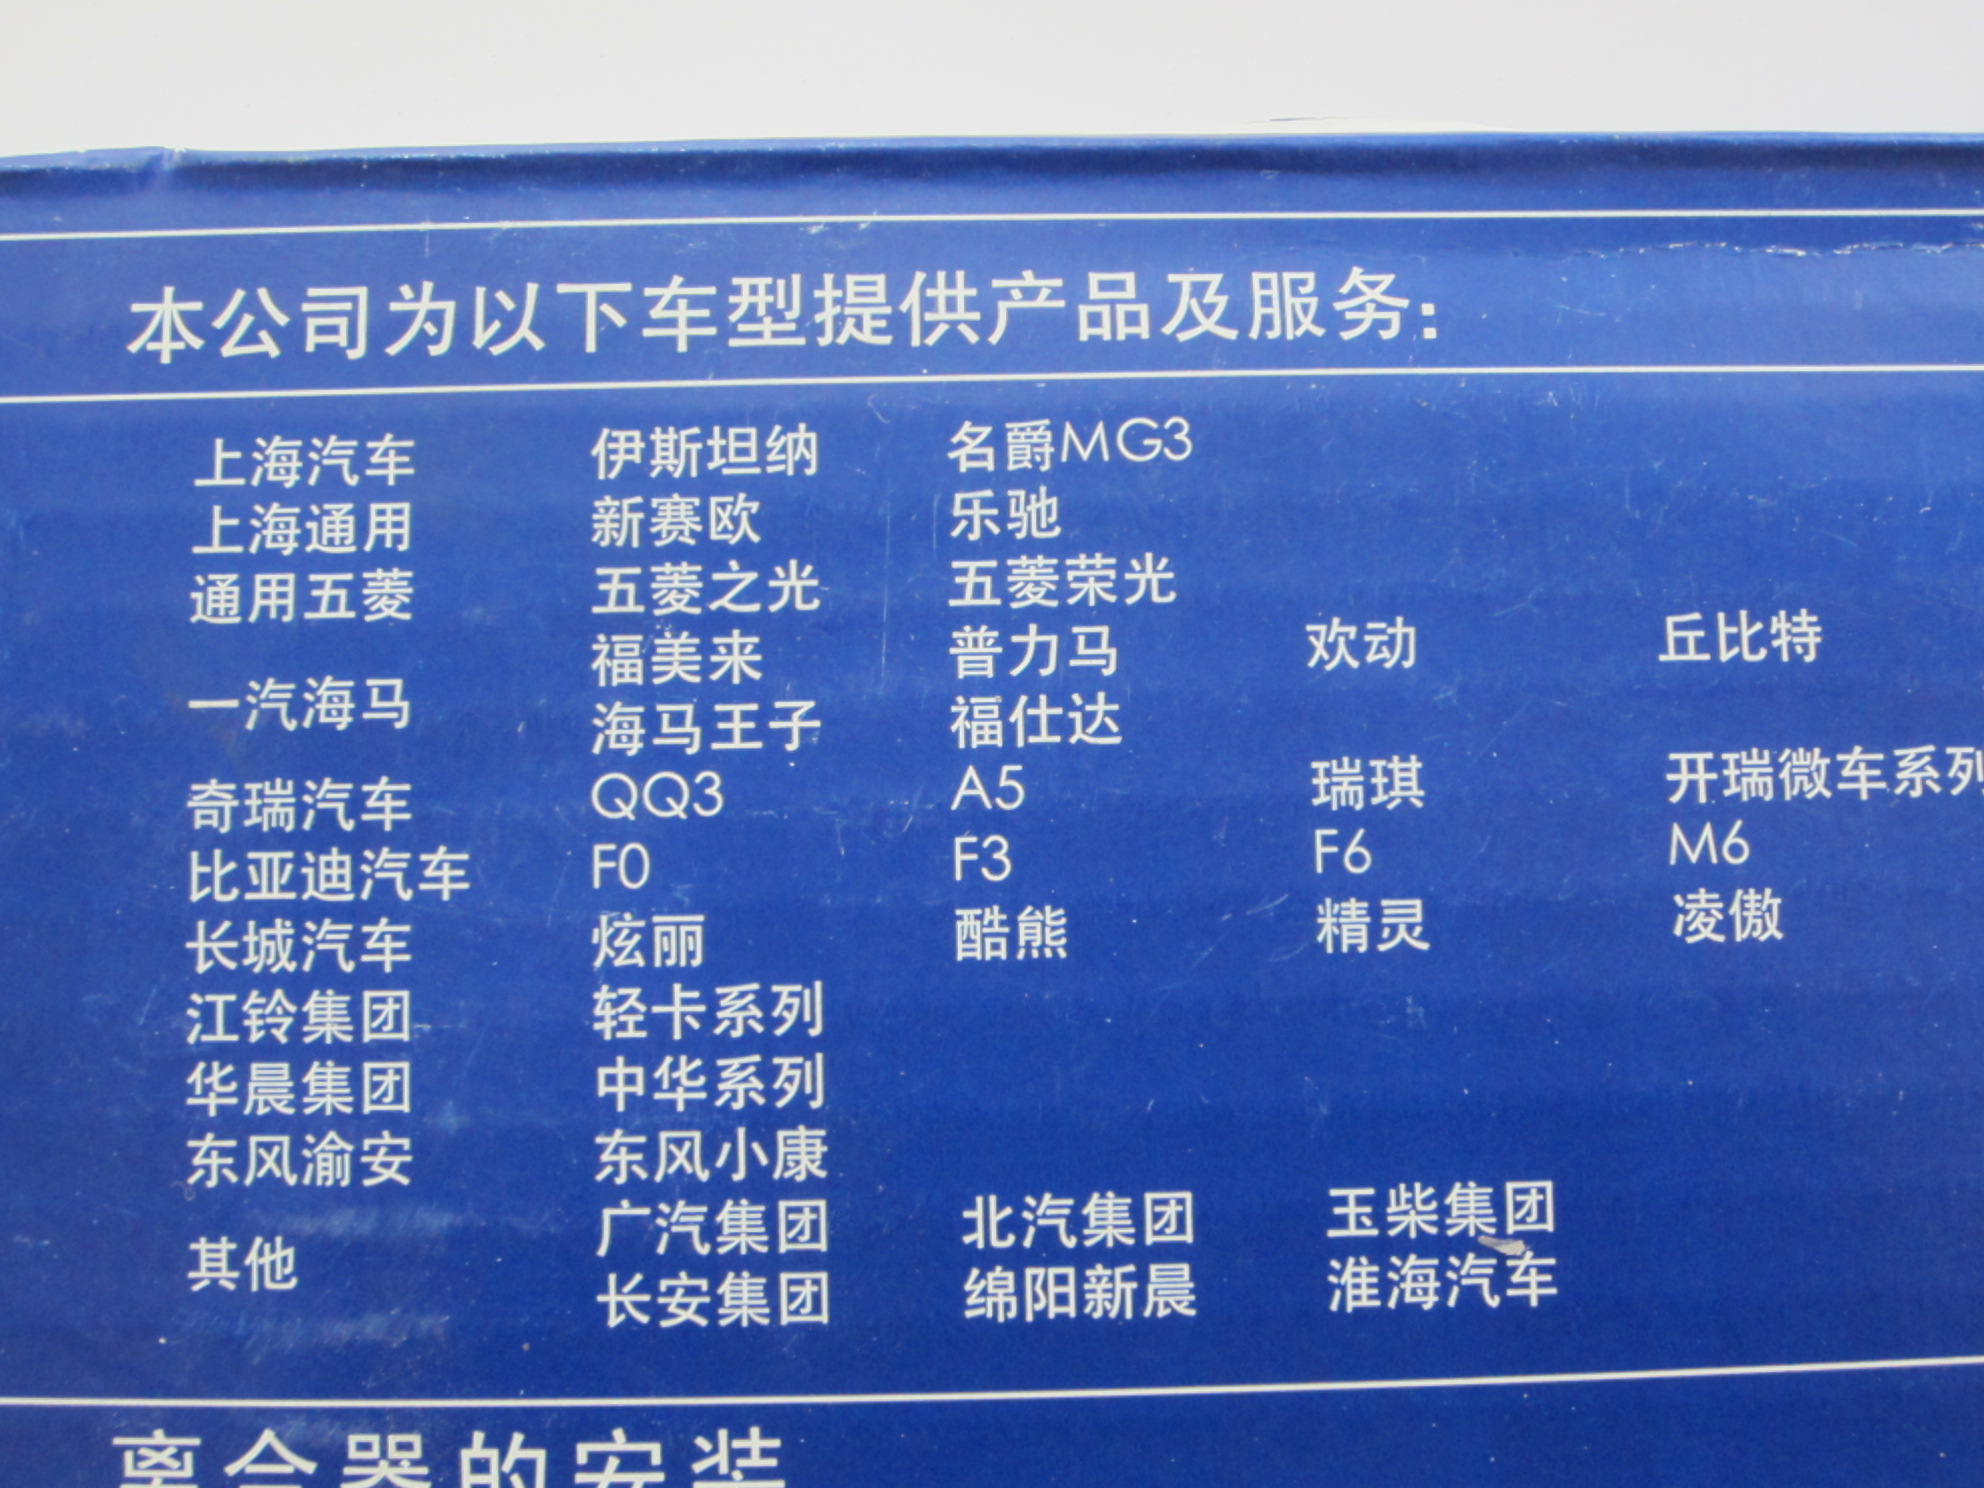 本公司为以下车型提供产品及服务:
上海汽车 伊斯坦纳 名爵MG3
上海通用 新赛欧 乐驰
通用五菱 五菱之光 五菱荣光
一汽海马 福美来 普力马 欢动 丘比特
海马王子 福仕达
奇瑞汽车 QQ3 A5 瑞琪 开瑞微车系列
比亚迪汽车 F0 F3 F6 M6
长城汽车 炫丽 酷熊 精灵 凌傲
江铃集团 轻卡系列
华晨集团 中华系列
东风渝安 东风小康
其他 广汽集团 北汽集团 玉柴集团
长安集团 绵阳新晨 淮海汽车
离合器的安装